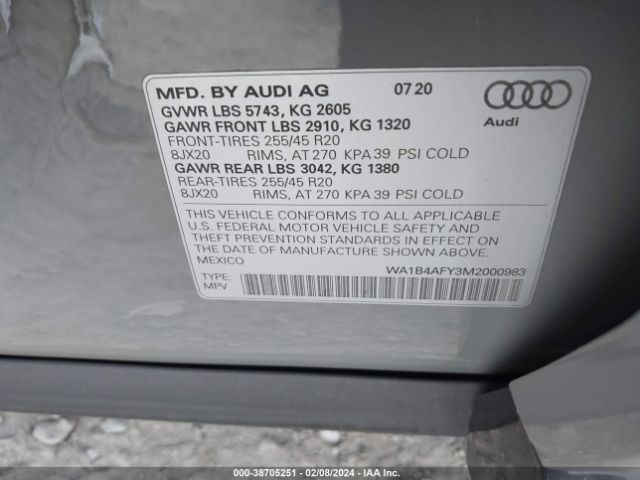 MFD. BY AUDI AG 07 20
GVWR LBS 5743, KG 2605
GAWR FRONT LBS 2910, KG 1320
FRONT-TIRES 255/45 R20
8JX20 RIMS, AT 270 KPA 39 PSI COLD
GAWR REAR LBS 3042, KG 1380
REAR-TIRES 255/45 R20
8JX20 RIMS, AT 270 KPA 39 PSI COLD
Audi
THIS VEHICLE CONFORMS TO ALL APPLICABLE
U.S. FEDERAL MOTOR VEHICLE SAFETY AND
THEFT PREVENTION STANDARDS IN EFFECT ON
THE DATE OF MANUFACTURE SHOWN ABOVE.
MEXICO
WA1B4AFY3M2000983
TYPE:
MPV
000-38705251 - 02/08/2024 - IAA Inc.